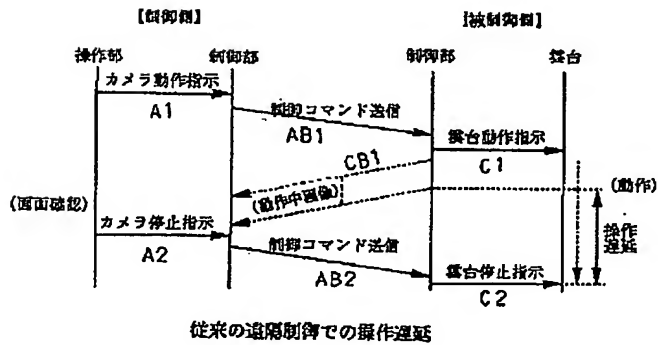 【制御側】 【被制御側】
操作部 制御部 制御部 雲台
カメラ動作指示
A1
制御コマンド送信
AB1
雲台動作指示
C1
CB1
(動作中画像)
(動作)
(画面確認)
カメラ停止指示
A2
操作
遅延
制御コマンド送信
AB2
雲台停止指示
C2
従来の遠隔制御での操作遅延